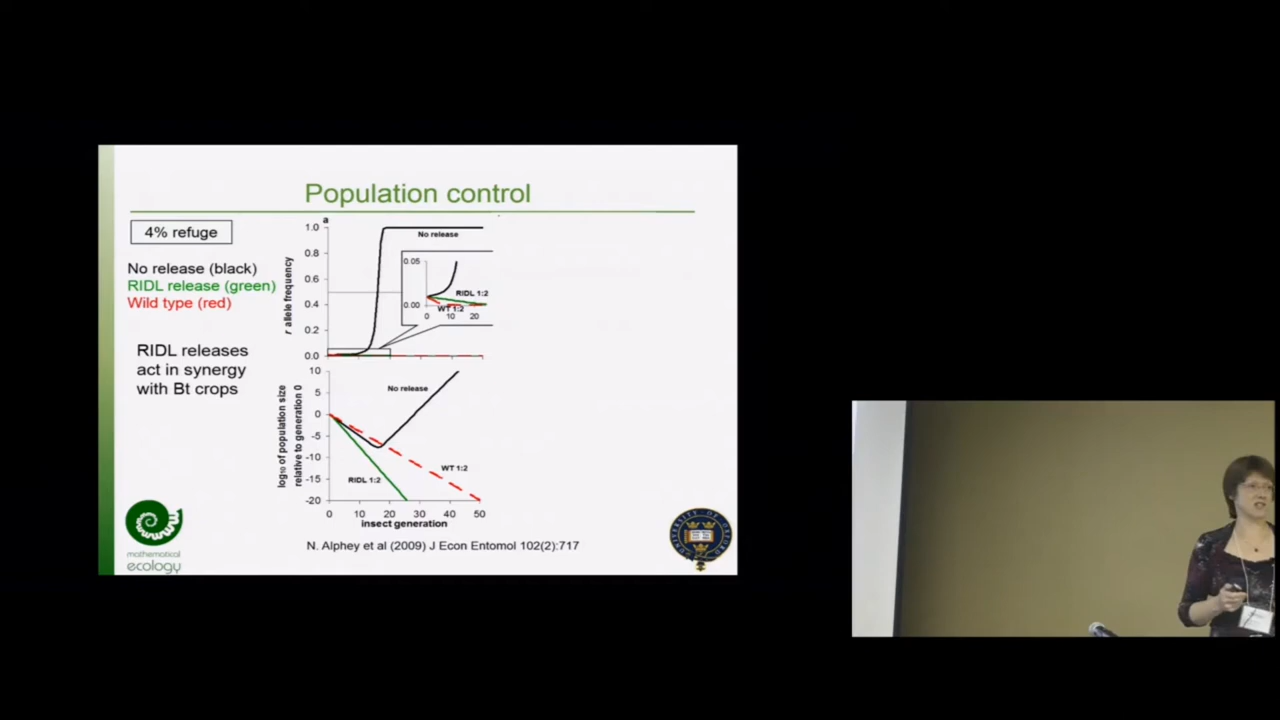 Population control
4% refuge
No release (black)
RIDL release (green)
Wild type (red)
RIDL releases
act in synergy
with Bt crops
a
1.0
0.8
0.6
0.4
0.2
0.0
r allele frequency
No release
0.05
0.00
RIDL 1:2
WT 1:2
0 10 20
10
5
0
-5
-10
-15
-20
log₁₀ of population size
relative to generation 0
No release
WT 1:2
RIDL 1:2
0 10 20 30 40 50
insect generation
N. Alphey et al (2009) J Econ Entomol 102(2):717
mathematical
ecology
UNIVERSITY OF OXFORD